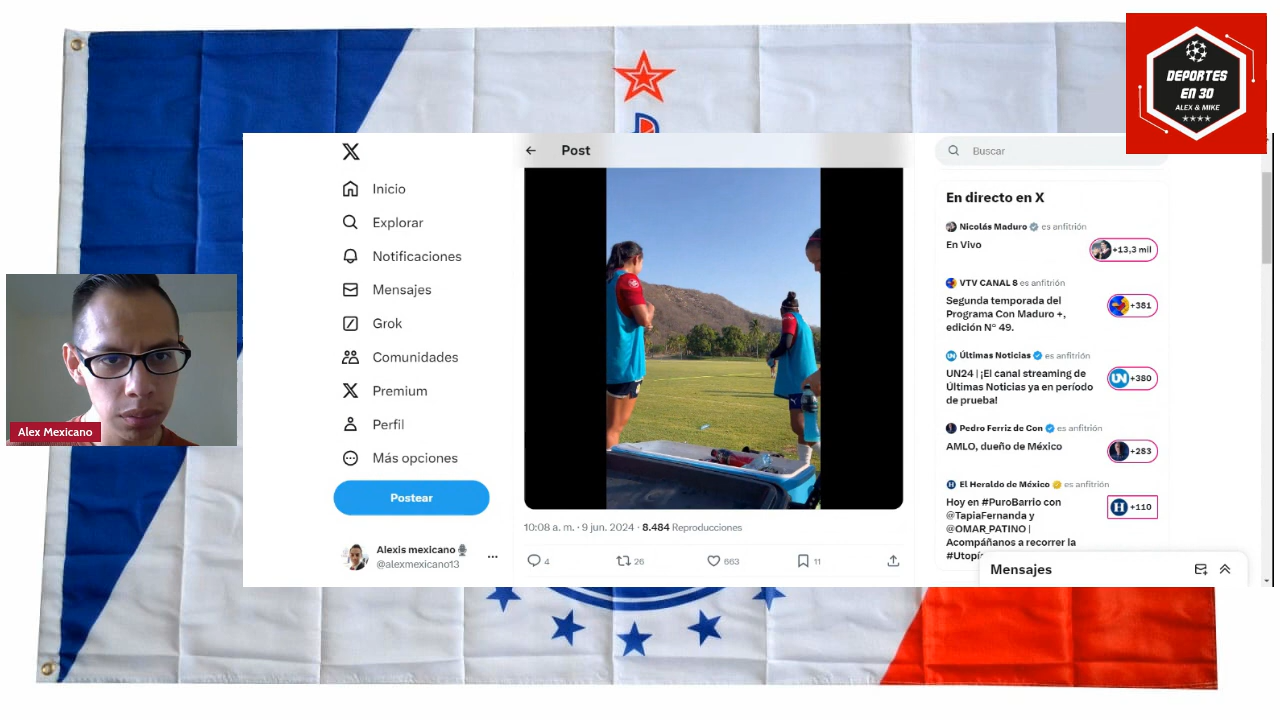 DEPORTES
EN 3D
ALEX & MIKE
Post
Buscar
Inicio
Explorar
Notificaciones
Mensajes
Grok
Comunidades
Premium
Perfil
Más opciones
Postear
Alexis mexicano
@alexmexicano13
Alex Mexicano
10:08 a. m. · 9 jun. 2024 · 8.484 Reproducciones
4
26
663
11
En directo en X
Nicolás Maduro es anfitrión
En Vivo
+13,3 mil
VTV CANAL 8 es anfitrión
Segunda temporada del
Programa Con Maduro +,
edición N° 49.
+381
Últimas Noticias es anfitrión
UN24 | ¡El canal streaming de
Últimas Noticias ya en período
de prueba!
+380
Pedro Ferriz de Con es anfitrión
AMLO, dueño de México
+283
El Heraldo de México es anfitrión
Hoy en #PuroBarrio con
@TapiaFernanda y
@OMAR_PATINO |
Acompáñanos a recorrer la
+110
Mensajes